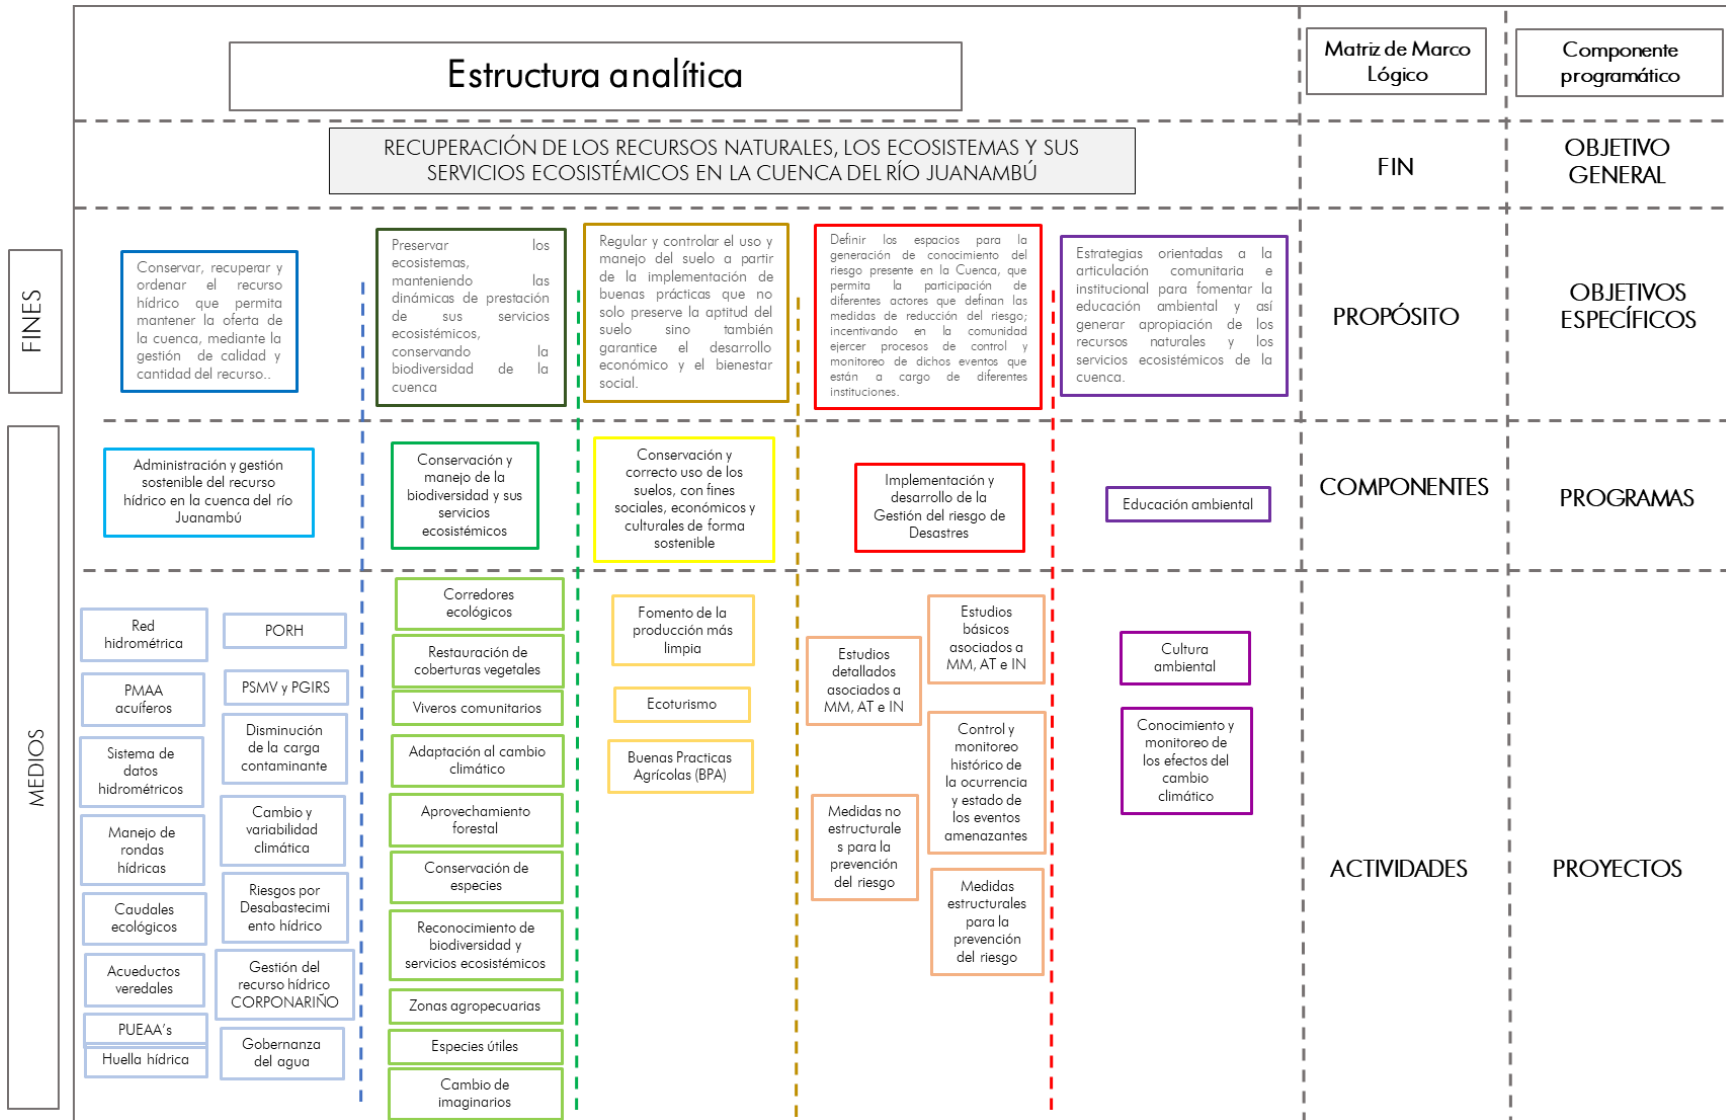 Estructura analítica
Matriz de Marco
Lógico
Componente
programático
RECUPERACIÓN DE LOS RECURSOS NATURALES, LOS ECOSISTEMAS Y SUS
SERVICIOS ECOSISTÉMICOS EN LA CUENCA DEL RÍO JUANAMBÚ
FIN
OBJETIVO
GENERAL
FINES
Conservar, recuperar y
ordenar el recurso
hídrico que permita
mantener la oferta de
la cuenca, mediante la
gestión de calidad y
cantidad del recurso..
Preservar los
ecosistemas,
manteniendo las
dinámicas de prestación
de sus servicios
ecosistémicos,
conservando la
biodiversidad de la
cuenca
Regular y controlar el uso y
manejo del suelo a partir
de la implementación de
buenas prácticas que no
solo preserve la aptitud del
suelo sino también
garantice el desarrollo
económico y el bienestar
social.
Definir los espacios para la
generación de conocimiento del
riesgo presente en la Cuenca, que
permita la participación de
diferentes actores que definan las
medidas de reducción del riesgo;
incentivando en la comunidad
ejercer procesos de control y
monitoreo de dichos eventos que
están a cargo de diferentes
instituciones.
Estrategias orientadas a la
articulación comunitaria e
institucional para fomentar la
educación ambiental y así
generar apropiación de los
recursos naturales y los
servicios ecosistémicos de la
cuenca.
PROPÓSITO
OBJETIVOS
ESPECÍFICOS
MEDIOS
Administración y gestión
sostenible del recurso
hídrico en la cuenca del río
Juanambú
Conservación y
manejo de la
biodiversidad y sus
servicios
ecosistémicos
Conservación y
correcto uso de los
suelos, con fines
sociales, económicos y
culturales de forma
sostenible
Implementación y
desarrollo de la
Gestión del riesgo de
Desastres
Educación ambiental
COMPONENTES
PROGRAMAS
Red
hidrométrica
PMAA
acuíferos
Sistema de
datos
hidrométricos
Manejo de
rondas
hídricas
Caudales
ecológicos
Acueductos
veredales
PUEAA's
Huella hídrica
PORH
PSMV y PGIRS
Disminución
de la carga
contaminante
Cambio y
variabilidad
climática
Riesgos por
Desabastecimi
ento hídrico
Gestión del
recurso hídrico
CORPONARIÑO
Gobernanza
del agua
Corredores
ecológicos
Restauración de
coberturas vegetales
Viveros comunitarios
Adaptación al cambio
climático
Aprovechamiento
forestal
Conservación de
especies
Reconocimiento de
biodiversidad y
servicios ecosistémicos
Zonas agropecuarias
Especies útiles
Cambio de
imaginarios
Fomento de la
producción más
limpia
Ecoturismo
Buenas Practicas
Agrícolas (BPA)
Estudios
detallados
asociados a
MM, AT e IN
Medidas no
estructurale
s para la
prevención
del riesgo
Estudios
básicos
asociados a
MM, AT e IN
Control y
monitoreo
histórico de
la ocurrencia
y estado de
los eventos
amenazantes
Medidas
estructurales
para la
prevención
del riesgo
Cultura
ambiental
Conocimiento y
monitoreo de
los efectos del
cambio
climático
ACTIVIDADES
PROYECTOS